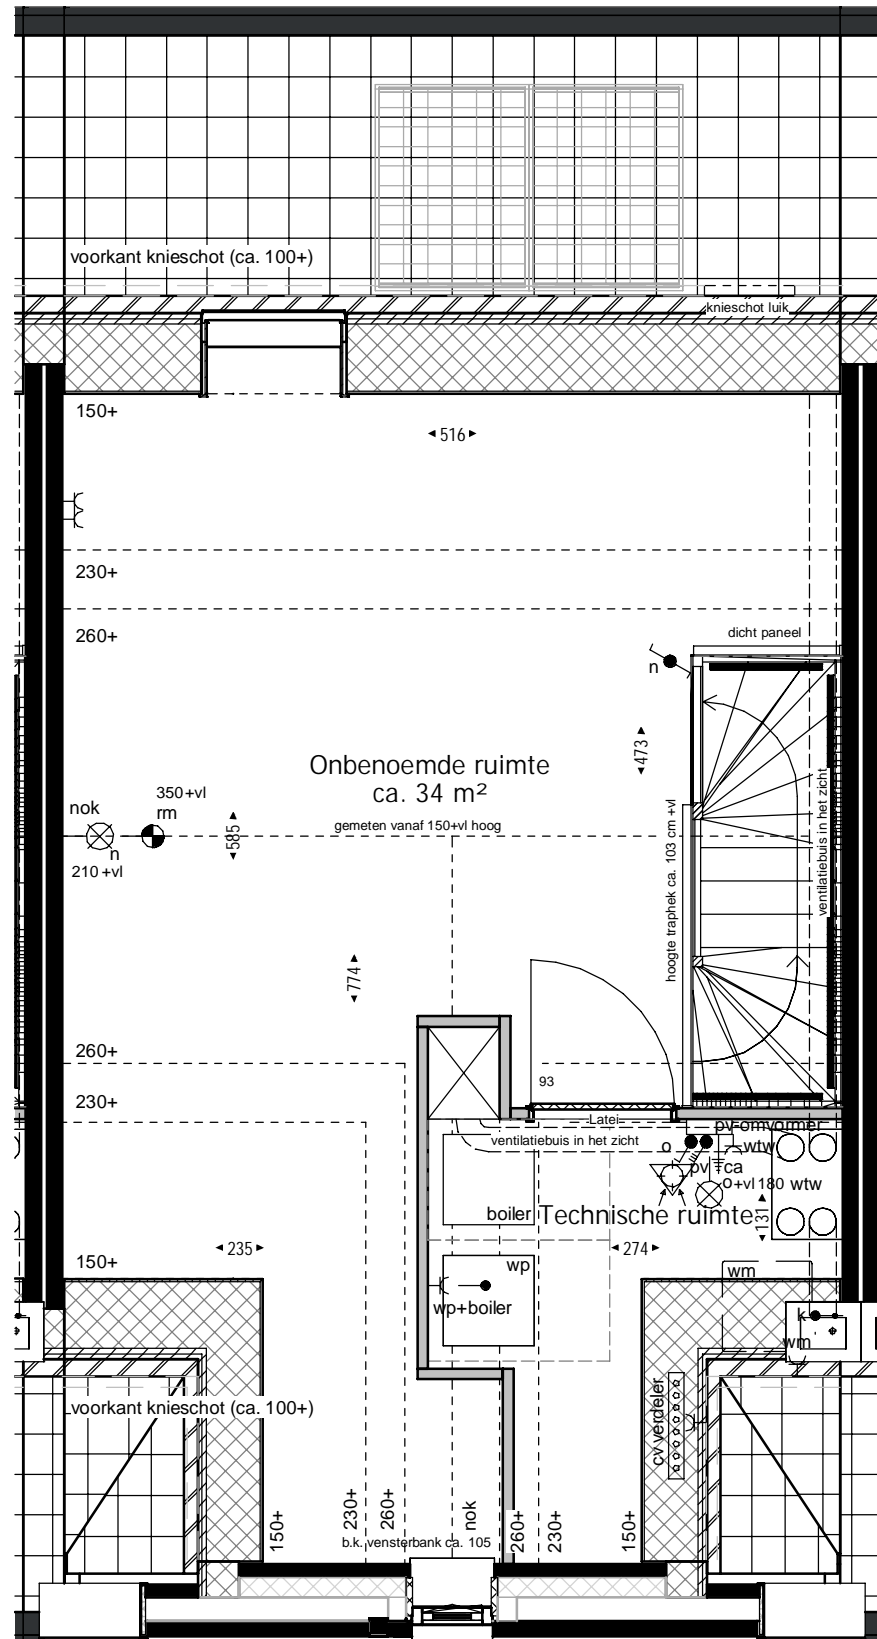 voorkant knieschot (ca. 100+)
knieschot luik
150+
516
230+
260+
dicht paneel
n
473
Onbenoemde ruimte
ca. 34 m²
gemeten vanaf 150+vl hoog
350+vl
rm
nok
n
210+vl
585
ventilatiebuis in het zicht
hoogte traphek ca. 103 cm +vl
774
260+
93
230+
Latei
ventilatiebuis in het zicht
pv-omvormer
o
wtw
pv
ca
o+vl 180
wtw
boiler
Technische ruimte
131
235
274
150+
wp
wm
wp+boiler
k
wm
voorkant knieschot (ca. 100+)
cv verdeler
150+
230+
260+
nok
260+
230+
150+
b.k. vensterbank ca. 105